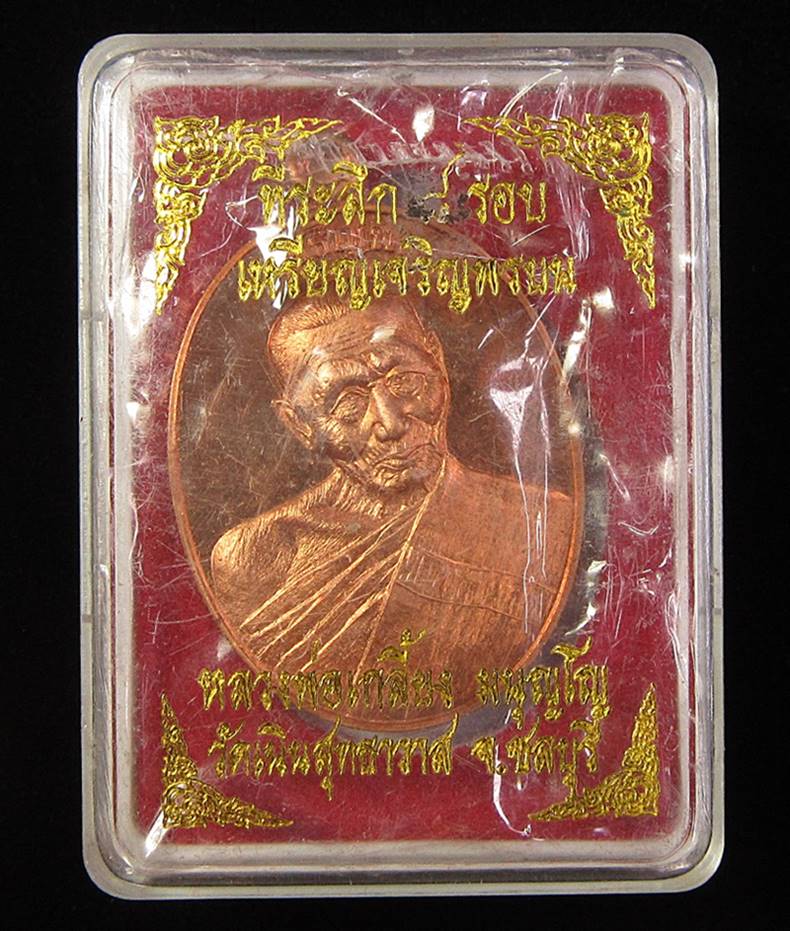 ที่ระลึก ๘ รอบ
เหรียญเจริญพรบน
หลวงพ่อเกลี้ยง มนุญฺโญ
วัดเนินสุทธาวาส จ.ชลบุรี